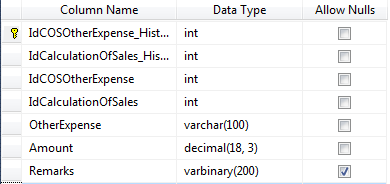 Column Name Data Type Allow Nulls
IdCOSOtherExpense_Hist... int
IdCalculationOfSales_His... int
IdCOSOtherExpense int
IdCalculationOfSales int
OtherExpense varchar(100)
Amount decimal(18, 3)
Remarks varbinary(200)